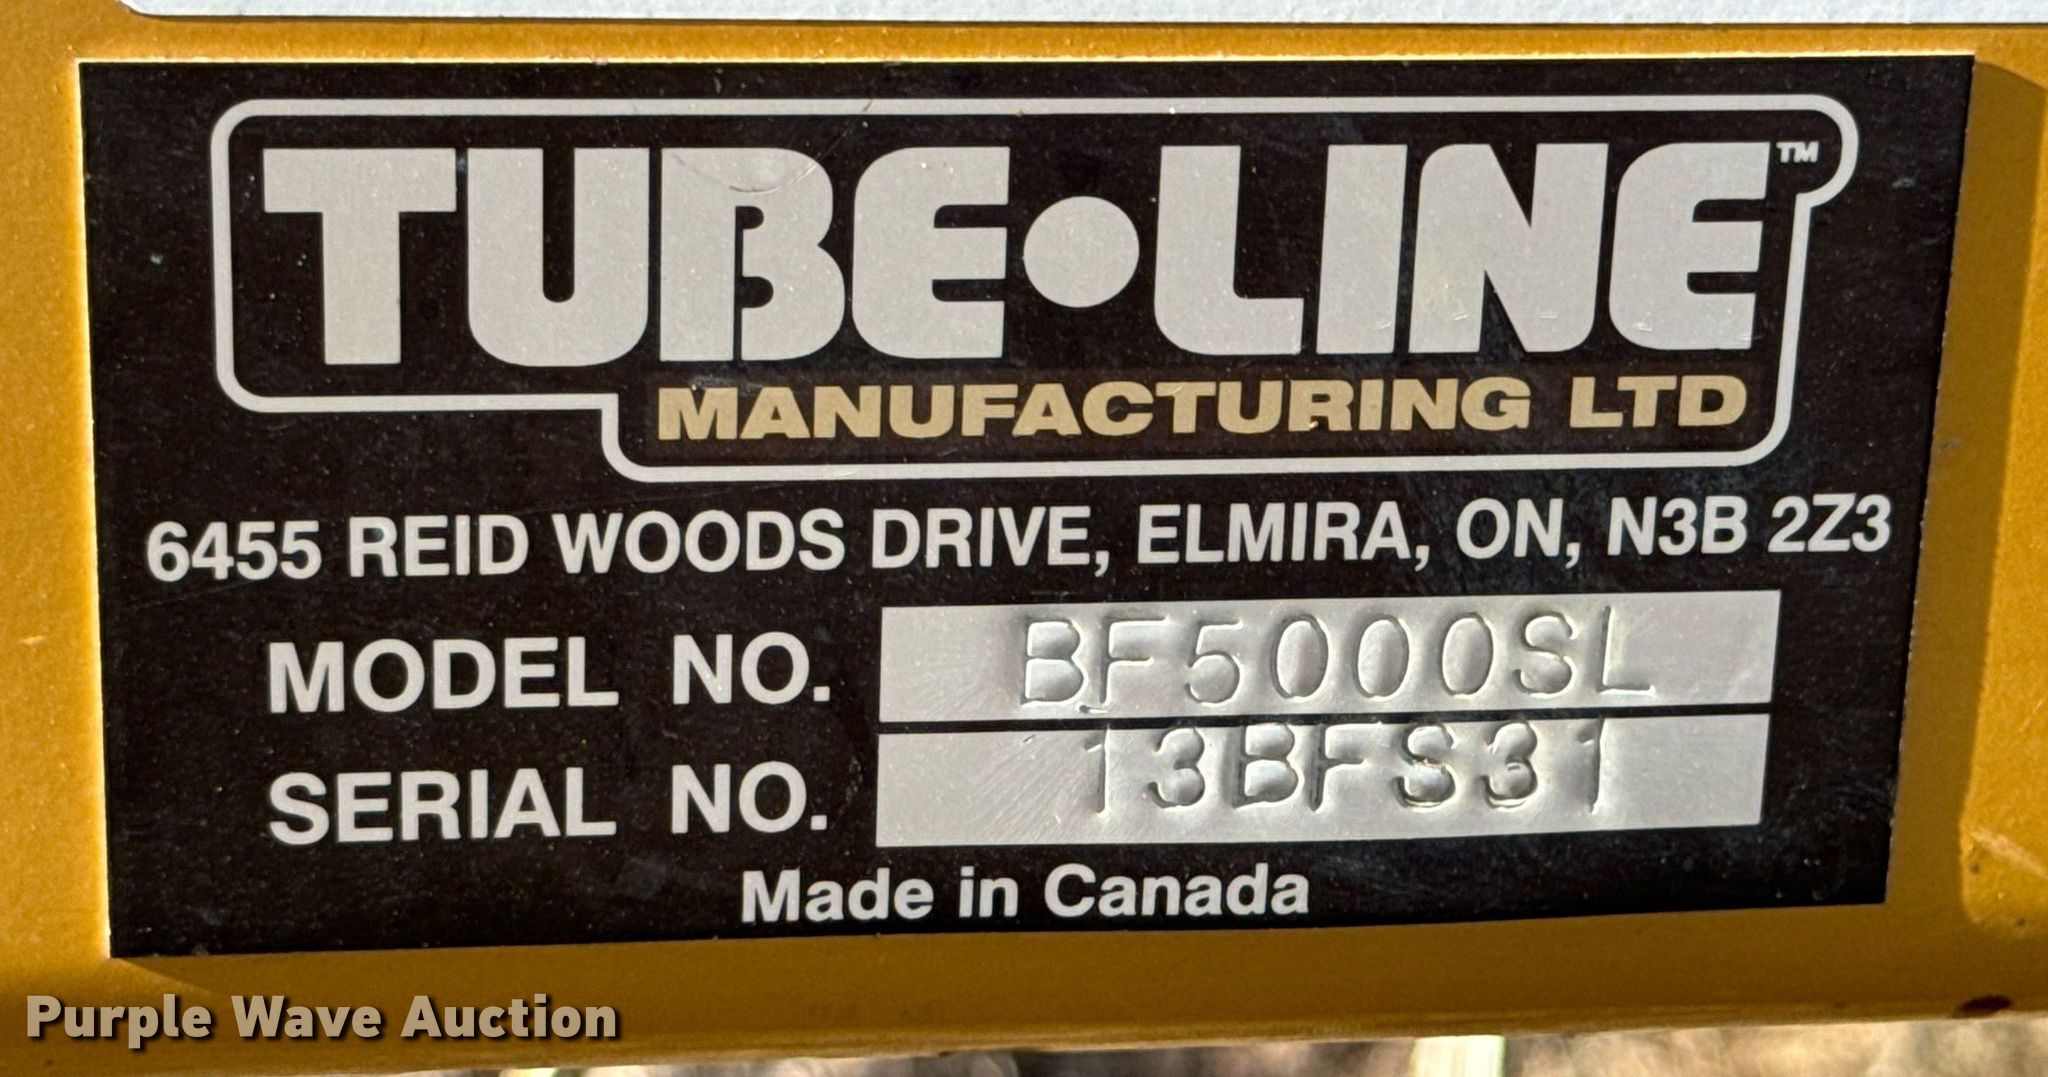 TUBE•LINE™
MANUFACTURING LTD
6455 REID WOODS DRIVE, ELMIRA, ON, N3B 2Z3
MODEL NO. BF5000SL
SERIAL NO. 13BFS31
Made in Canada
Purple Wave Auction